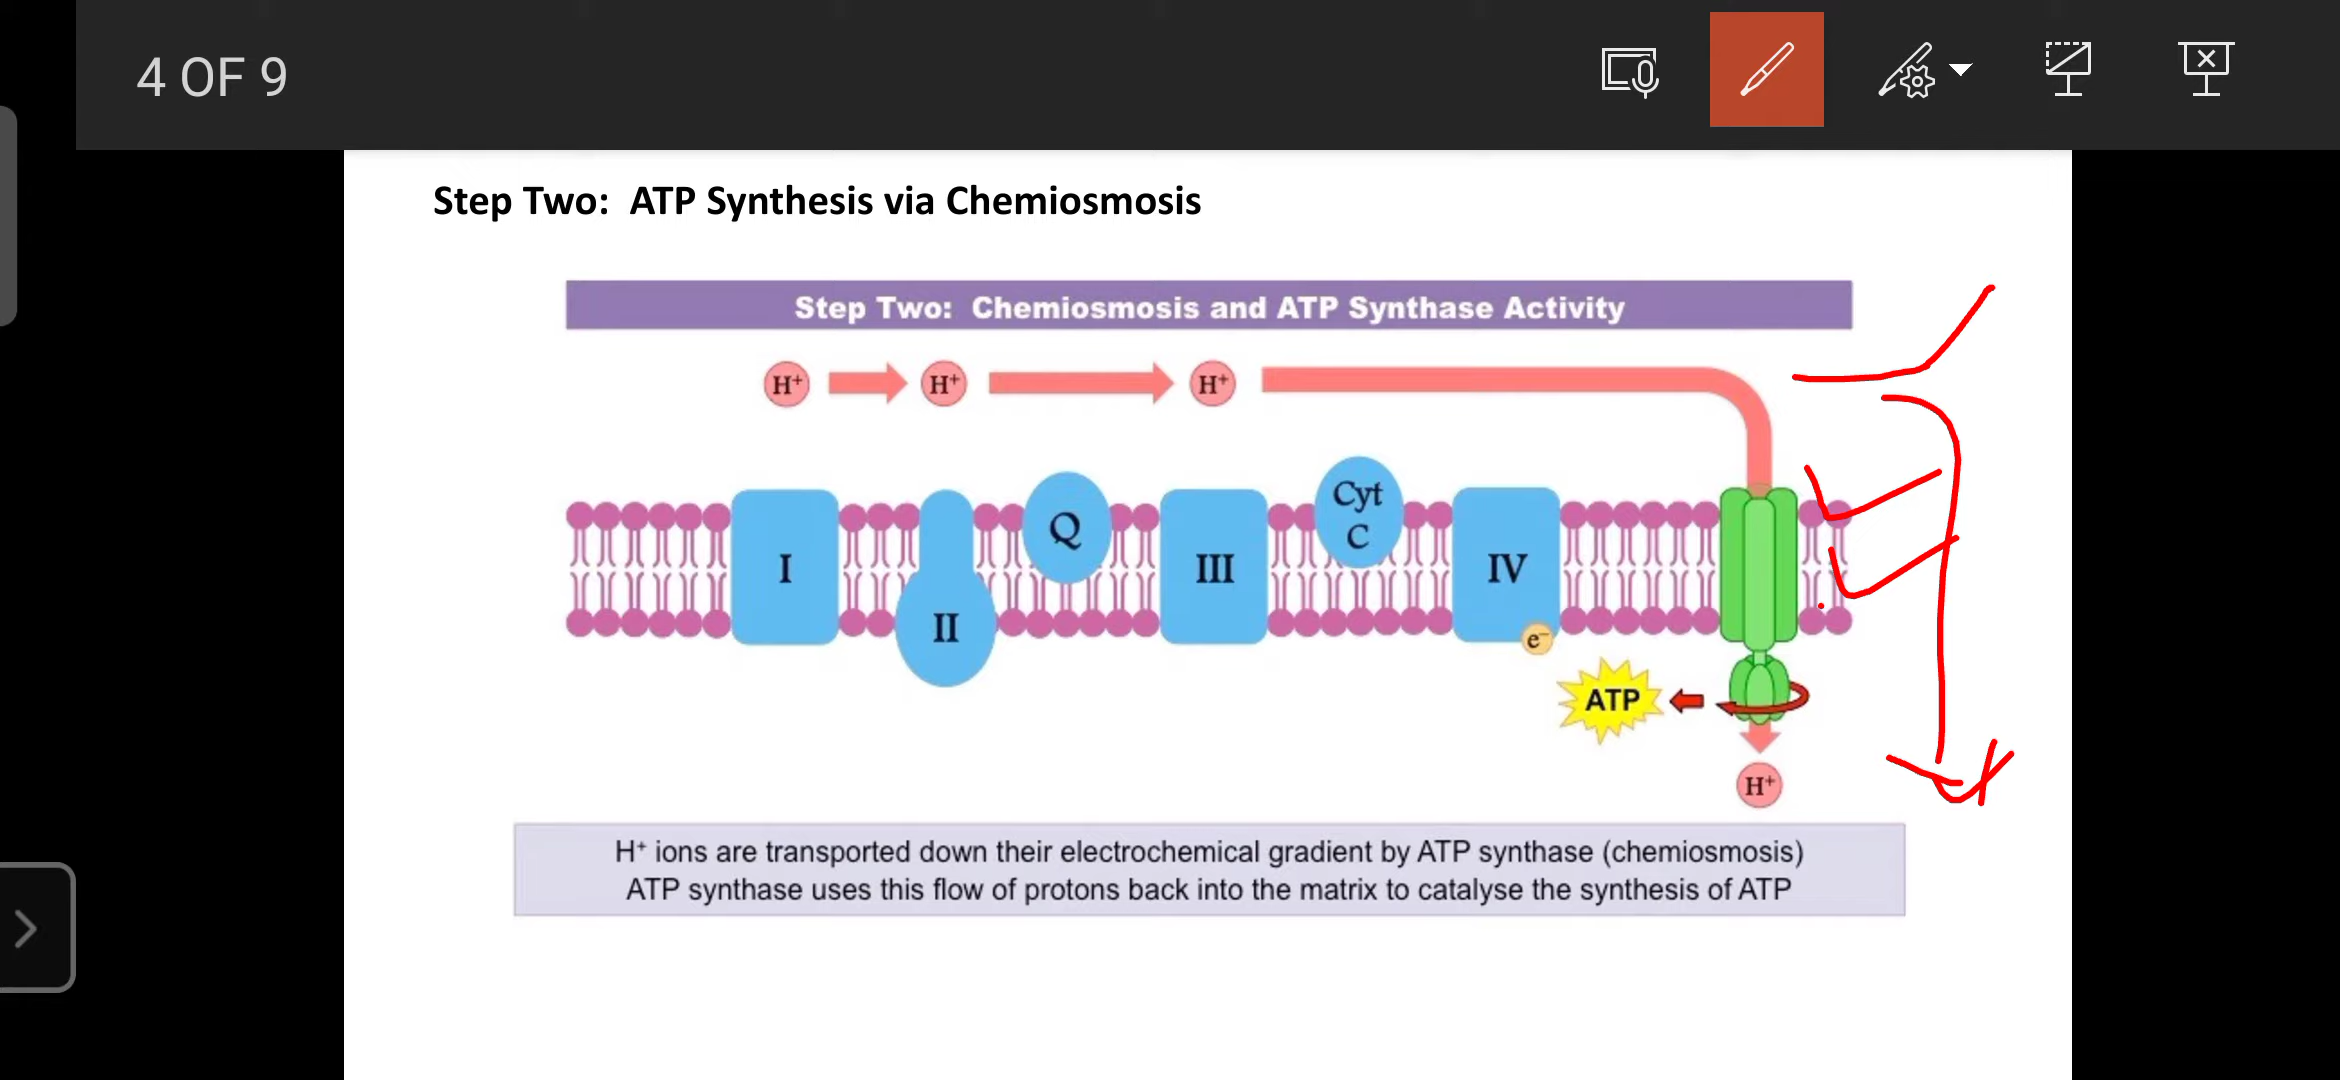 4 OF 9
Step Two: ATP Synthesis via Chemiosmosis
Step Two: Chemiosmosis and ATP Synthase Activity
H⁺ H⁺ H⁺
Cyt
C
Q
I
III
IV
II
e⁻
ATP
H⁺
H⁺ ions are transported down their electrochemical gradient by ATP synthase (chemiosmosis)
ATP synthase uses this flow of protons back into the matrix to catalyse the synthesis of ATP